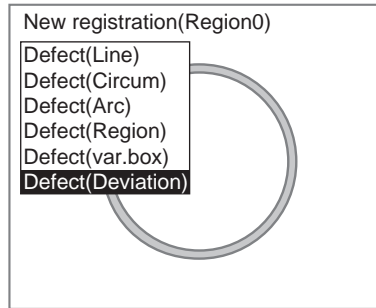 New registration(Region0)
Defect(Line)
Defect(Circum)
Defect(Arc)
Defect(Region)
Defect(var.box)
Defect(Deviation)